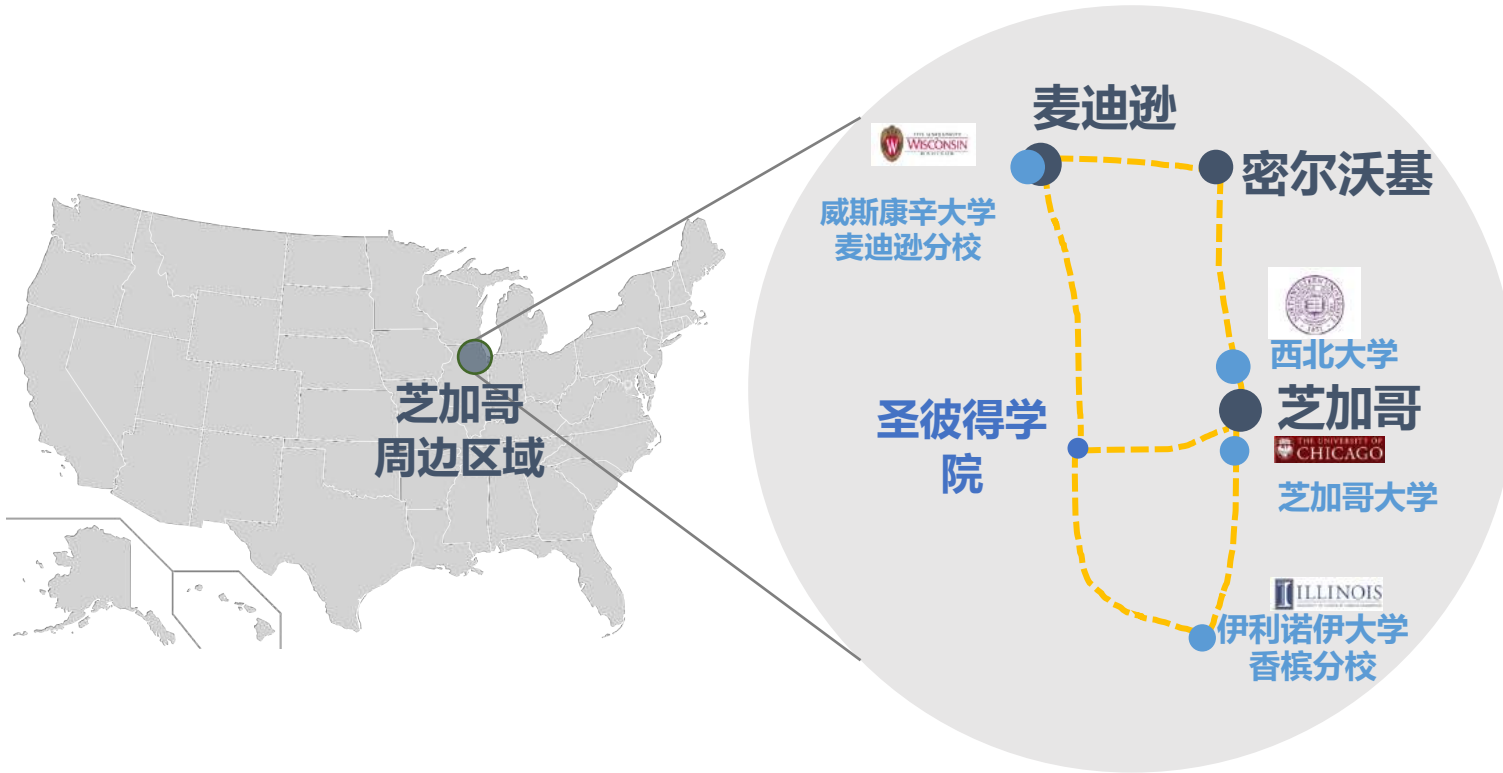 芝加哥
周边区域
麦迪逊
THE UNIVERSITY
WISCONSIN
MADISON
威斯康辛大学
麦迪逊分校
密尔沃基
西北大学
芝加哥
THE UNIVERSITY OF
CHICAGO
芝加哥大学
圣彼得学
院
ILLINOIS
伊利诺伊大学
香槟分校